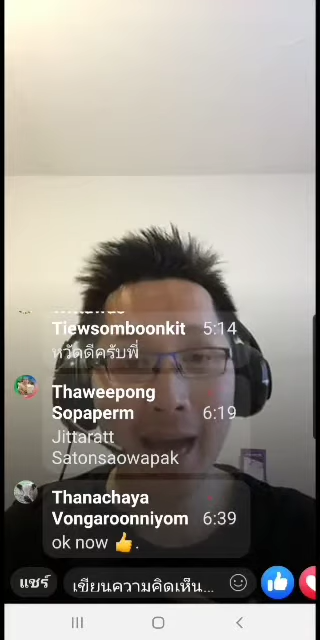 Tiewsomboonkit 5:14
หวัดดีครับพี่
Thaweepong
Sopaperm 6:19
Jittaratt
Satonsaowapak
Thanachaya
Vongaroonniyom 6:39
ok now 👍.
แชร์ เขียนความคิดเห็น...